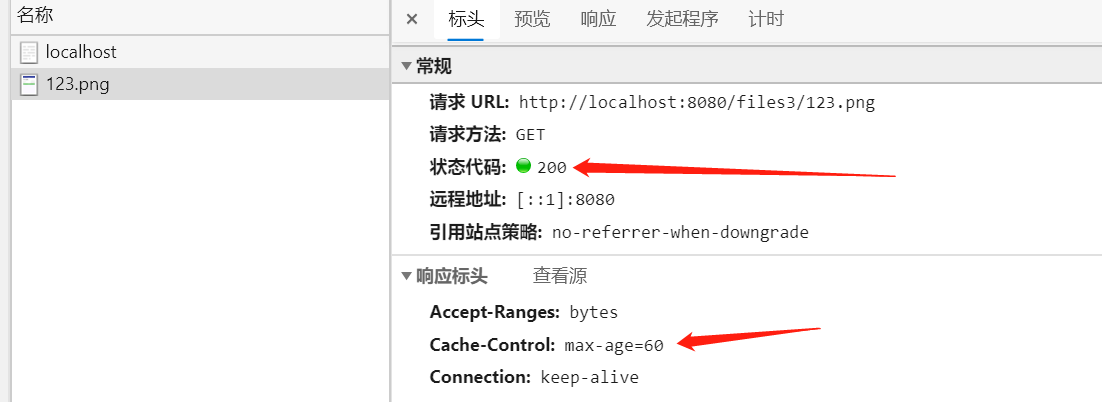 名称
localhost
123.png
× 标头 预览 响应 发起程序 计时
▼常规
请求 URL: http://localhost:8080/files3/123.png
请求方法: GET
状态代码: 200
远程地址: [::1]:8080
引用站点策略: no-referrer-when-downgrade
▼响应标头 查看源
Accept-Ranges: bytes
Cache-Control: max-age=60
Connection: keep-alive